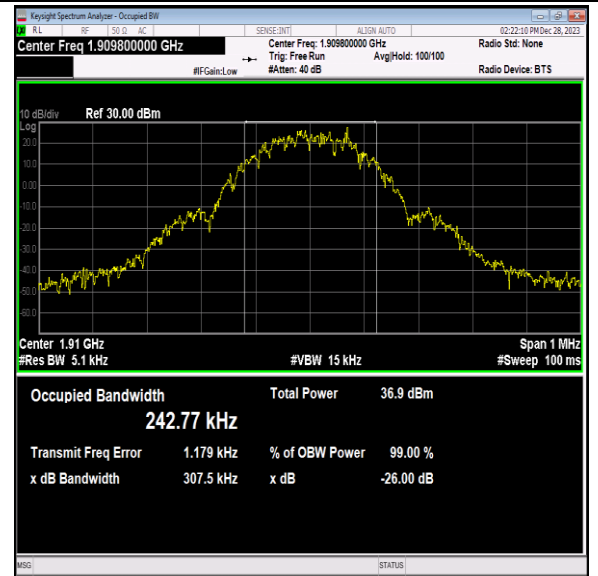 Keysight Spectrum Analyzer - Occupied BW
RL RF 50 Ω AC SENSE:INT ALIGN AUTO 02:22:10 PM Dec 28, 2023
Center Freq 1.909800000 GHz Center Freq: 1.909800000 GHz Radio Std: None
Trig: Free Run Avg|Hold: 100/100
#IFGain:Low #Atten: 40 dB Radio Device: BTS
10 dB/div Ref 30.00 dBm
Log
20.0
10.0
0.00
-10.0
-20.0
-30.0
-40.0
-50.0
-60.0
Center 1.91 GHz Span 1 MHz
#Res BW 5.1 kHz #VBW 15 kHz #Sweep 100 ms
Occupied Bandwidth Total Power 36.9 dBm
242.77 kHz
Transmit Freq Error 1.179 kHz % of OBW Power 99.00 %
x dB Bandwidth 307.5 kHz x dB -26.00 dB
MSG STATUS